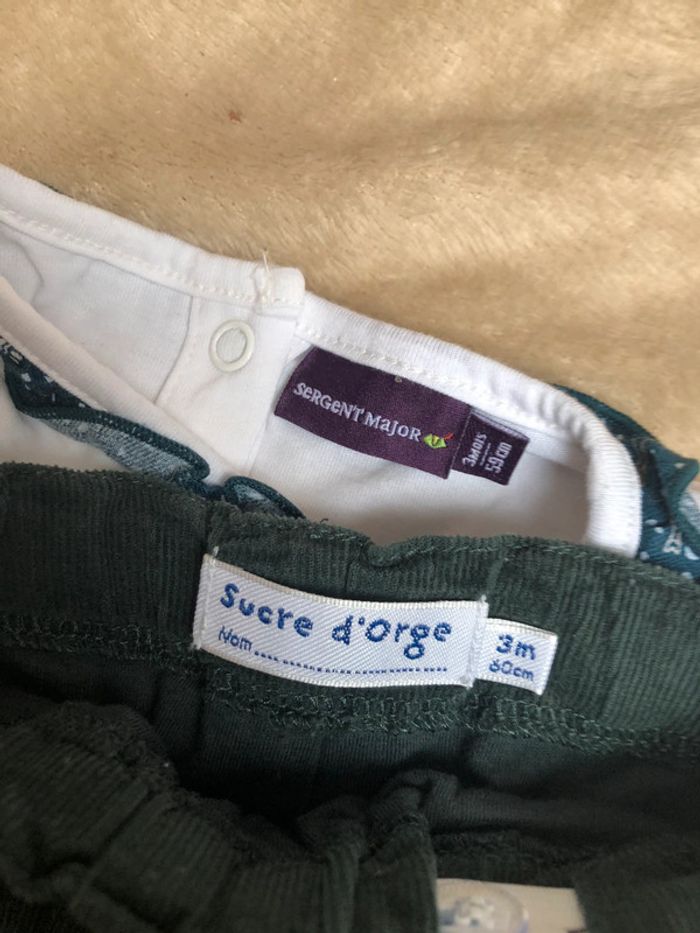 SeRGeNT MaJoR
3MOIS
59cm
Sucre d'Orge
Nom
3m
60cm